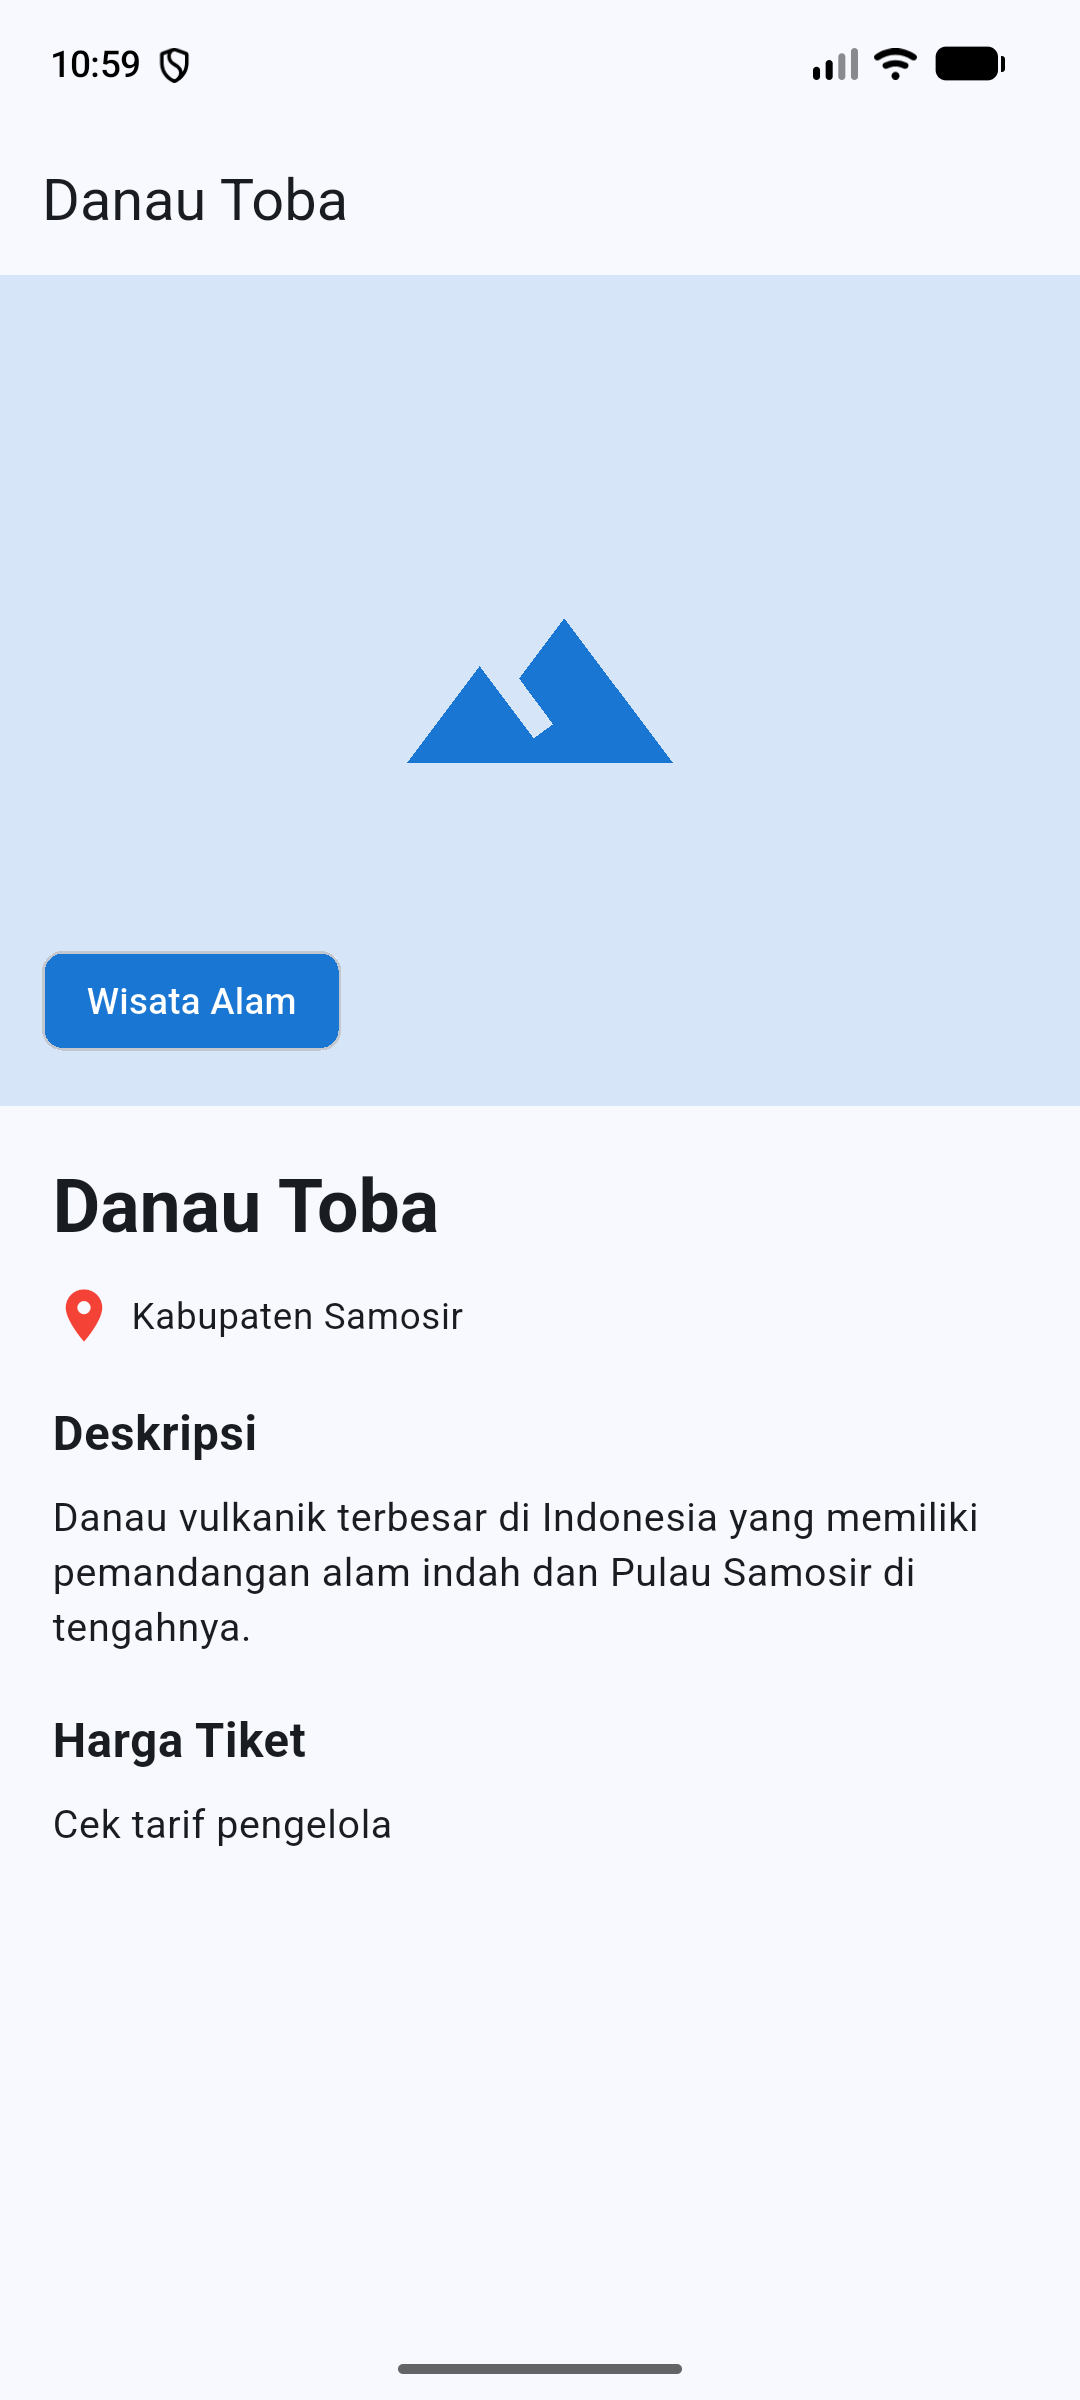 10:59
Danau Toba
Wisata Alam
Danau Toba
Kabupaten Samosir
Deskripsi
Danau vulkanik terbesar di Indonesia yang memiliki
pemandangan alam indah dan Pulau Samosir di
tengahnya.
Harga Tiket
Cek tarif pengelola